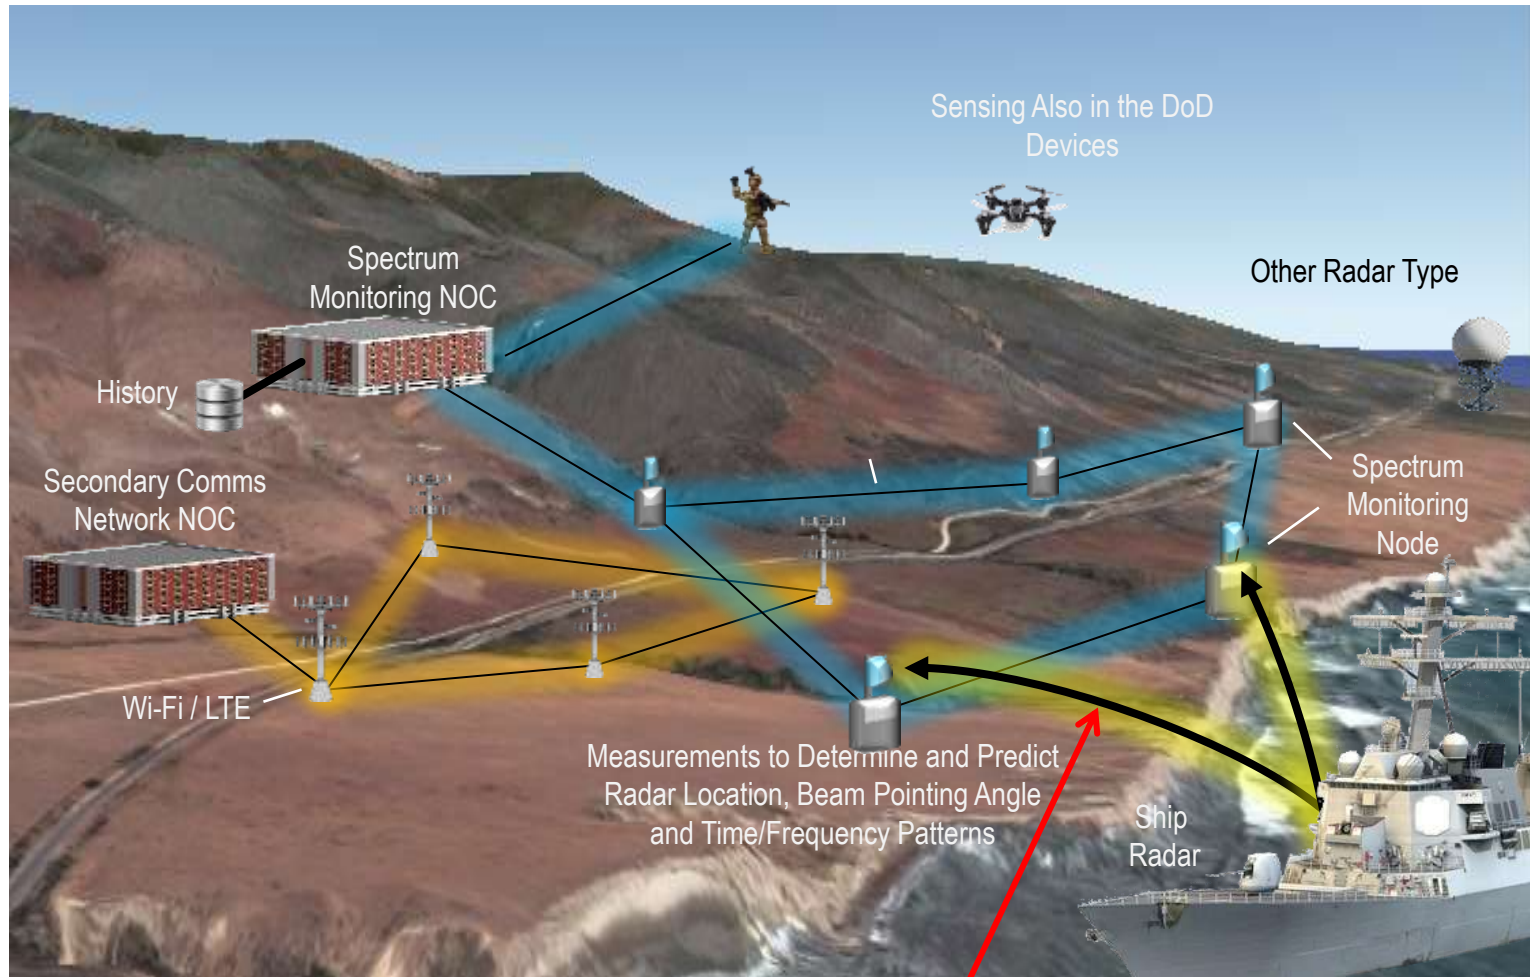 Sensing Also in the DoD
Devices
Spectrum
Monitoring NOC
Other Radar Type
History
Secondary Comms
Network NOC
Spectrum
Monitoring
Node
Wi-Fi / LTE
Measurements to Determine and Predict
Radar Location, Beam Pointing Angle
and Time/Frequency Patterns
Ship
Radar